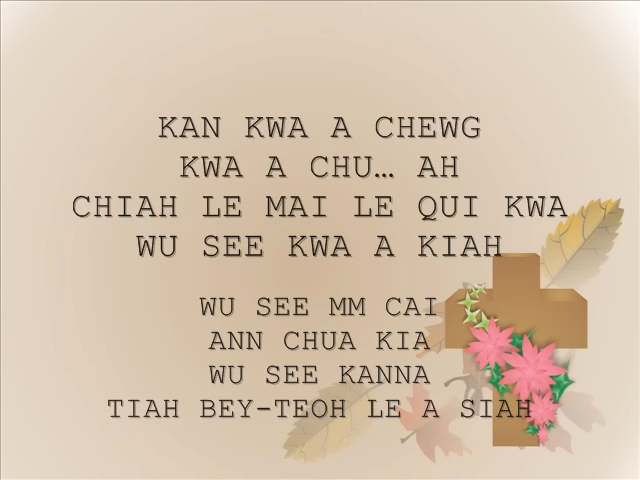 KAN KWA A CHEWG
KWA A CHU… AH
CHIAH LE MAI LE QUI KWA
WU SEE KWA A KIAH
WU SEE MM CAI
ANN CHUA KIA
WU SEE KANNA
TIAH BEY-TEOH LE A SIAH